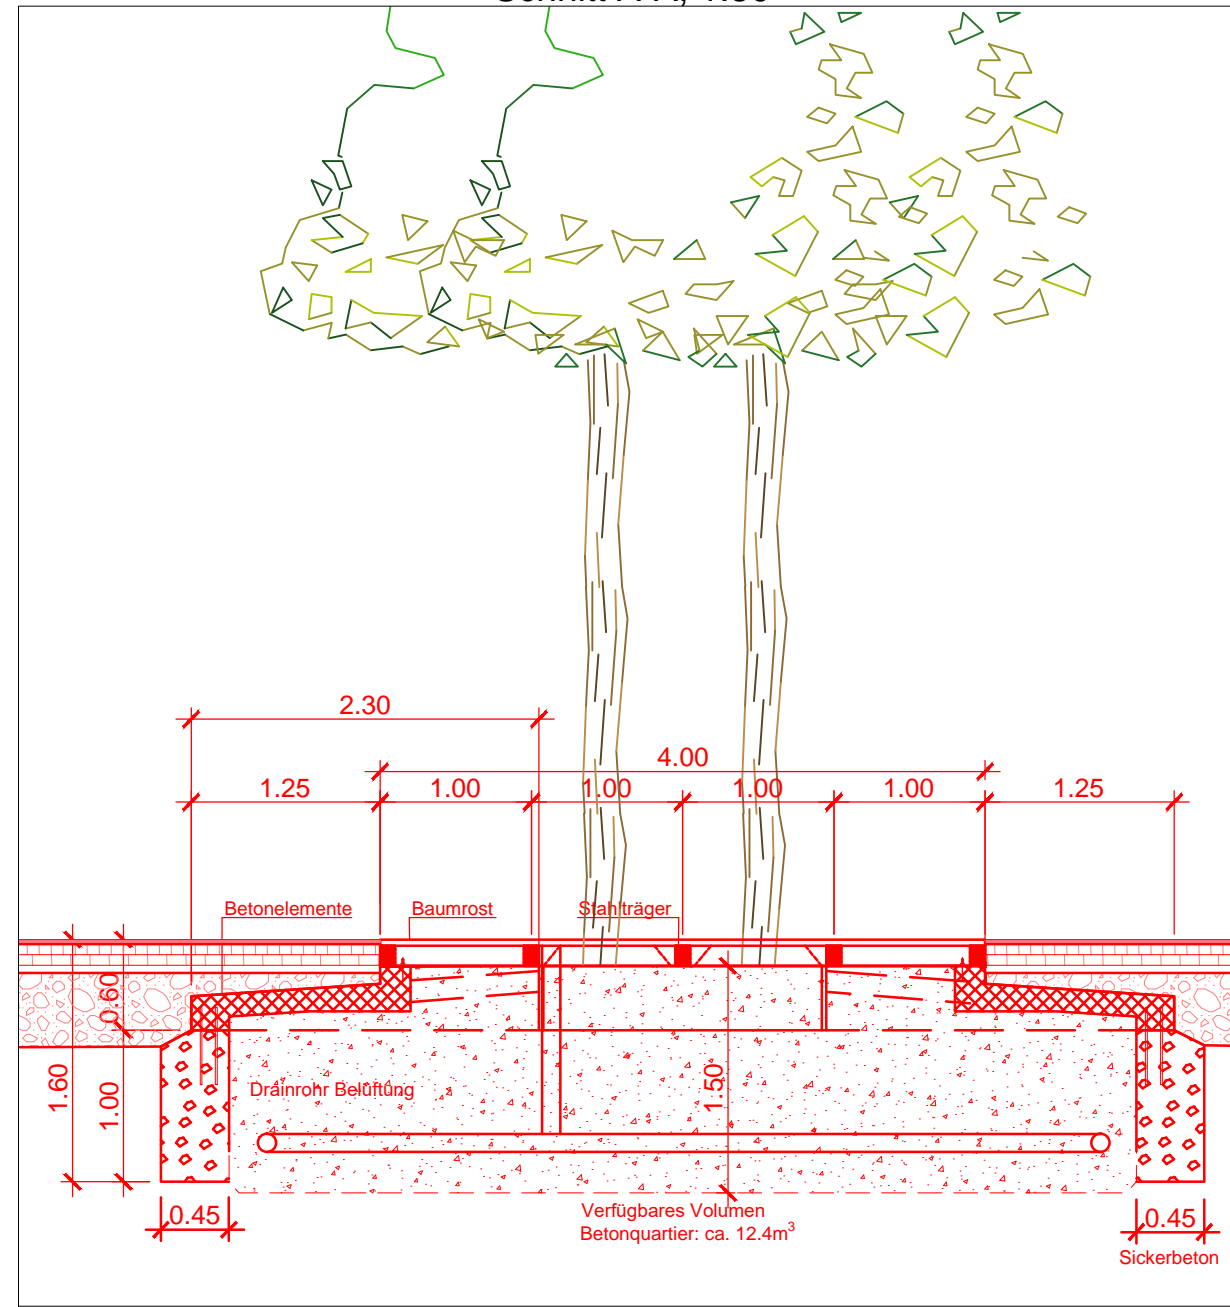 2.30
4.00
1.25
1.00
1.00
1.00
1.00
1.25
Betonelemente
Baumrost
Stahlträger
0.60
1.60
1.00
1.50
Drainrohr Belüftung
Verfügbares Volumen
Betonquartier: ca. 12.4m³
0.45
0.45
Sickerbeton